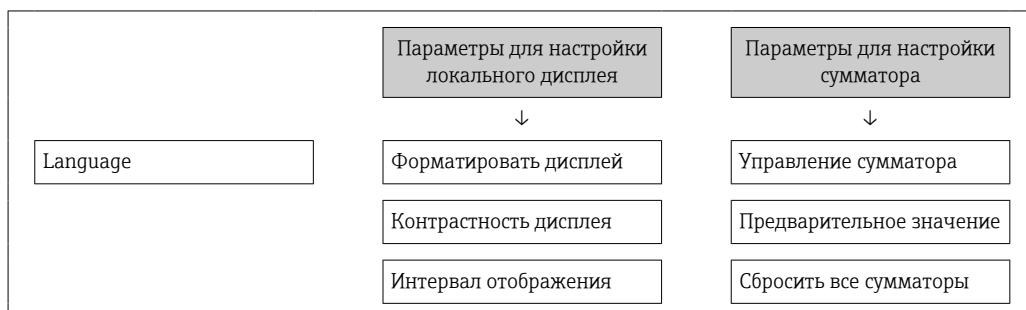 Параметры для настройки
локального дисплея
Параметры для настройки
сумматора
↓
↓
Language
Форматировать дисплей
Управление сумматора
Контрастность дисплея
Предварительное значение
Интервал отображения
Сбросить все сумматоры